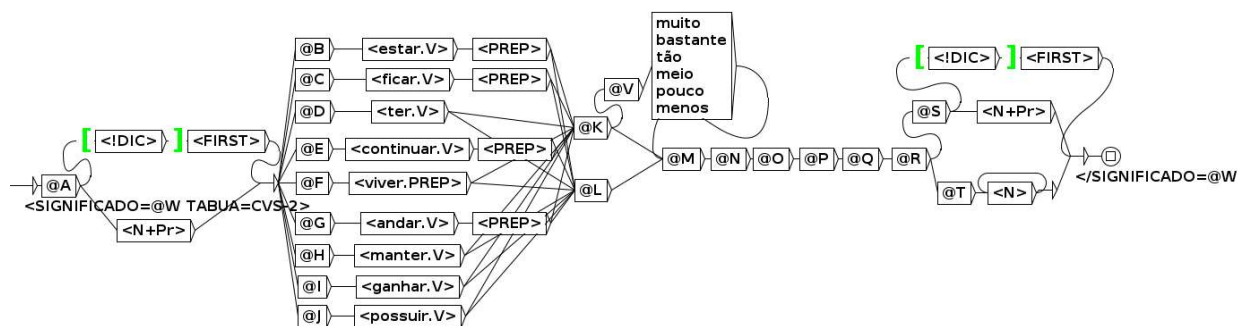 [ <!DIC> ] <FIRST>
@A
<SIGNIFICADO=@W TABUA=CVS-2>
<N+Pr>
@B <estar.V> <PREP>
@C <ficar.V> <PREP>
@D <ter.V>
@E <continuar.V> <PREP>
@F <viver.PREP>
@G <andar.V> <PREP>
@H <manter.V>
@I <ganhar.V>
@J <possuir.V>
@K
@L
@V
muito
bastante
tão
meio
pouco
menos
@M @N @O @P @Q @R
[ <!DIC> ] <FIRST>
@S <N+Pr>
@T <N>
</SIGNIFICADO=@W